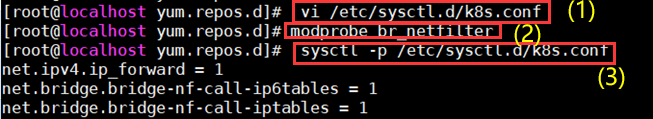 [root@localhost yum.repos.d]# vi /etc/sysctl.d/k8s.conf (1)
[root@localhost yum.repos.d]# modprobe br_netfilter (2)
[root@localhost yum.repos.d]# sysctl -p /etc/sysctl.d/k8s.conf
net.ipv4.ip_forward = 1 (3)
net.bridge.bridge-nf-call-ip6tables = 1
net.bridge.bridge-nf-call-iptables = 1